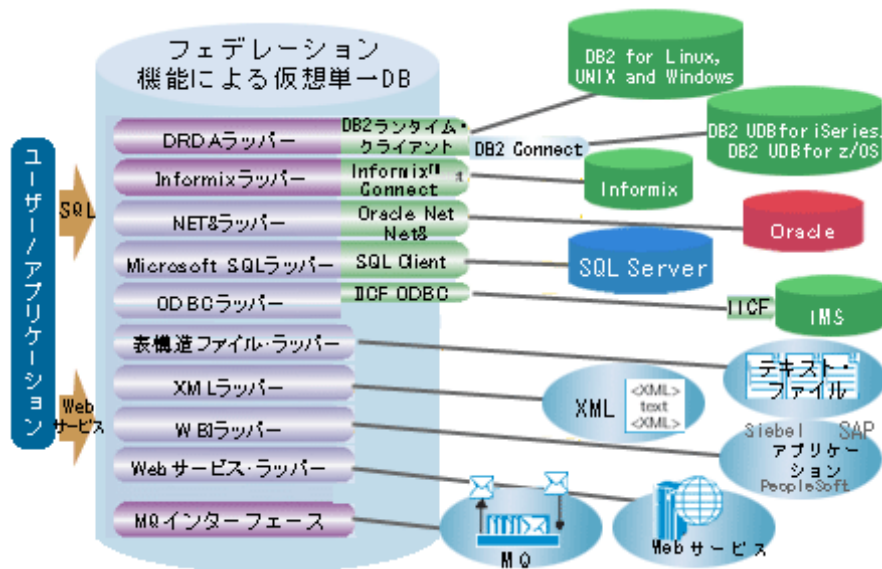 フェデレーション
機能による仮想単一DB
ユーザー/アプリケーション
SQL
Web
サービス
DRDAラッパー
DB2ランタイム・
クライアント
DB2 Connect
DB2 for Linux,
UNIX and Windows
DB2 UDB for iSeries,
DB2 UDB for z/OS
Informixラッパー
Informix™
Connect
Informix
NET8ラッパー
Oracle Net
Net8
Oracle
Microsoft SQLラッパー
SQL Client
SQL Server
ODBCラッパー
IICF ODBC
IICF
IMS
表構造ファイル・ラッパー
テキスト・
ファイル
XMLラッパー
XML
<XML>
text
<XML>
WBIラッパー
Siebel
SAP
アプリケー
ション
PeopleSoft
Webサービス・ラッパー
Webサービス
MQインターフェース
MQ